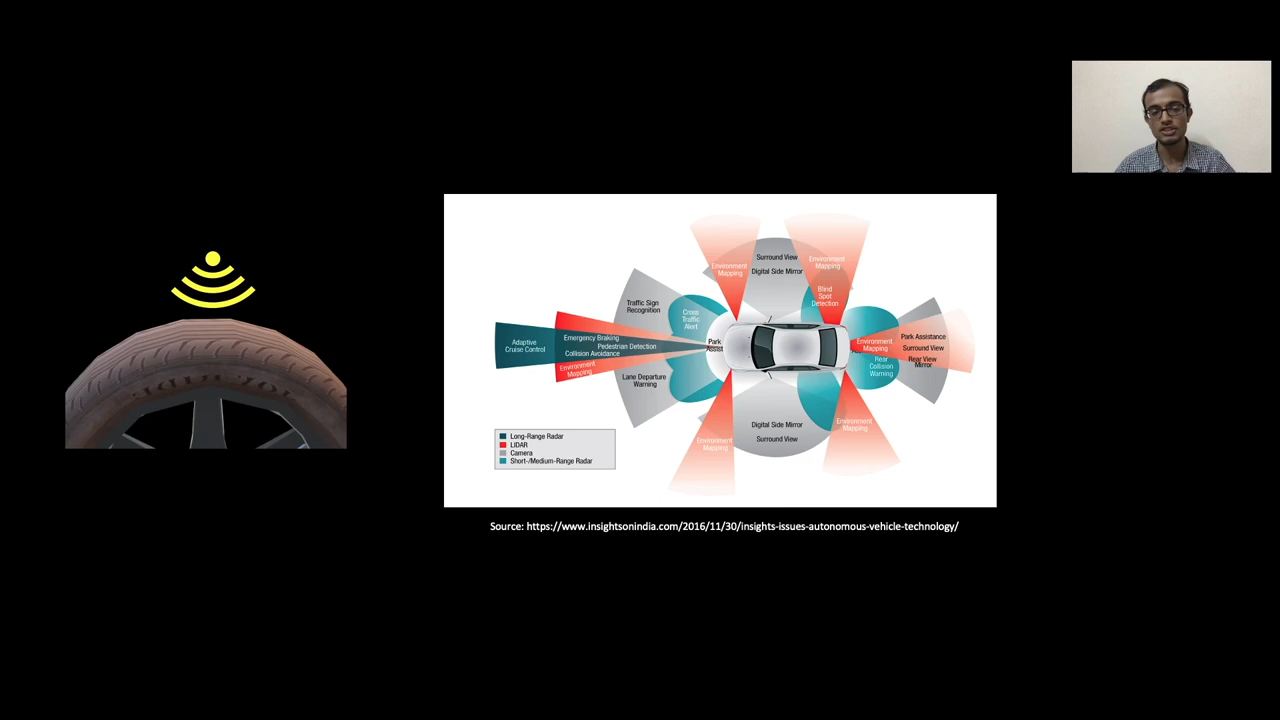 Surround View
Digital Side Mirror
Environment
Mapping
Environment
Mapping
Blind
Spot
Detection
Traffic Sign
Recognition
Cross
Traffic
Alert
Adaptive
Cruise Control
Emergency Braking
Pedestrian Detection
Collision Avoidance
Environment
Mapping
Park
Assist
Lane Departure
Warning
Environment
Mapping
Rear
Collision
Warning
Park Assistance
Surround View
Rear View
Mirror
Digital Side Mirror
Surround View
Environment
Mapping
Environment
Mapping
Long-Range Radar
LIDAR
Camera
Short-/Medium-Range Radar
Source: https://www.insightsonindia.com/2016/11/30/insights-issues-autonomous-vehicle-technology/